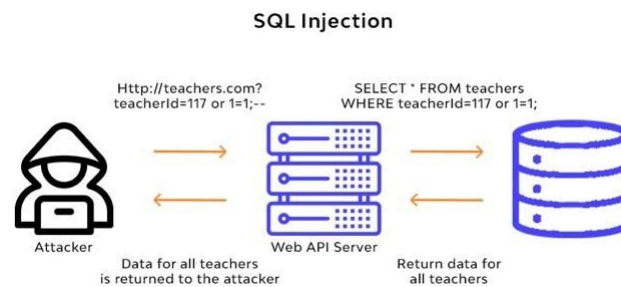 SQL Injection
Http://teachers.com?
teacherId=117 or 1=1;--
SELECT * FROM teachers
WHERE teacherId=117 or 1=1;
Attacker
Web API Server
Data for all teachers
is returned to the attacker
Return data for
all teachers